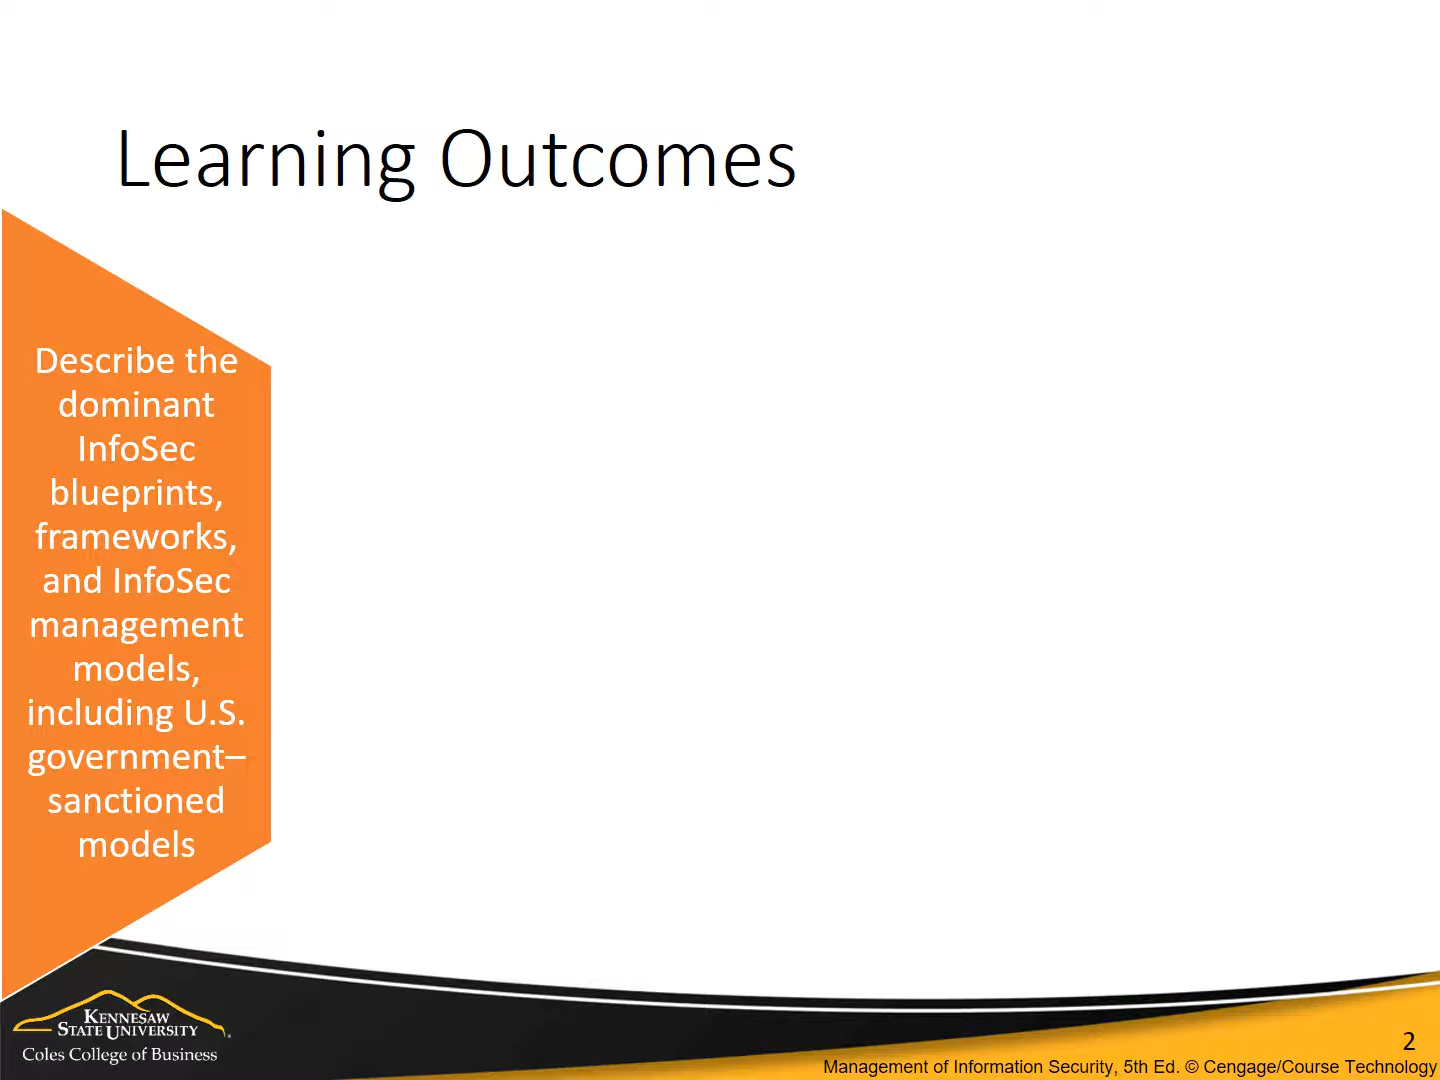 Learning Outcomes
Describe the
dominant
InfoSec
blueprints,
frameworks,
and InfoSec
management
models,
including U.S.
government–
sanctioned
models
KENNESAW
STATE UNIVERSITY
Coles College of Business
2
Management of Information Security, 5th Ed. © Cengage/Course Technology